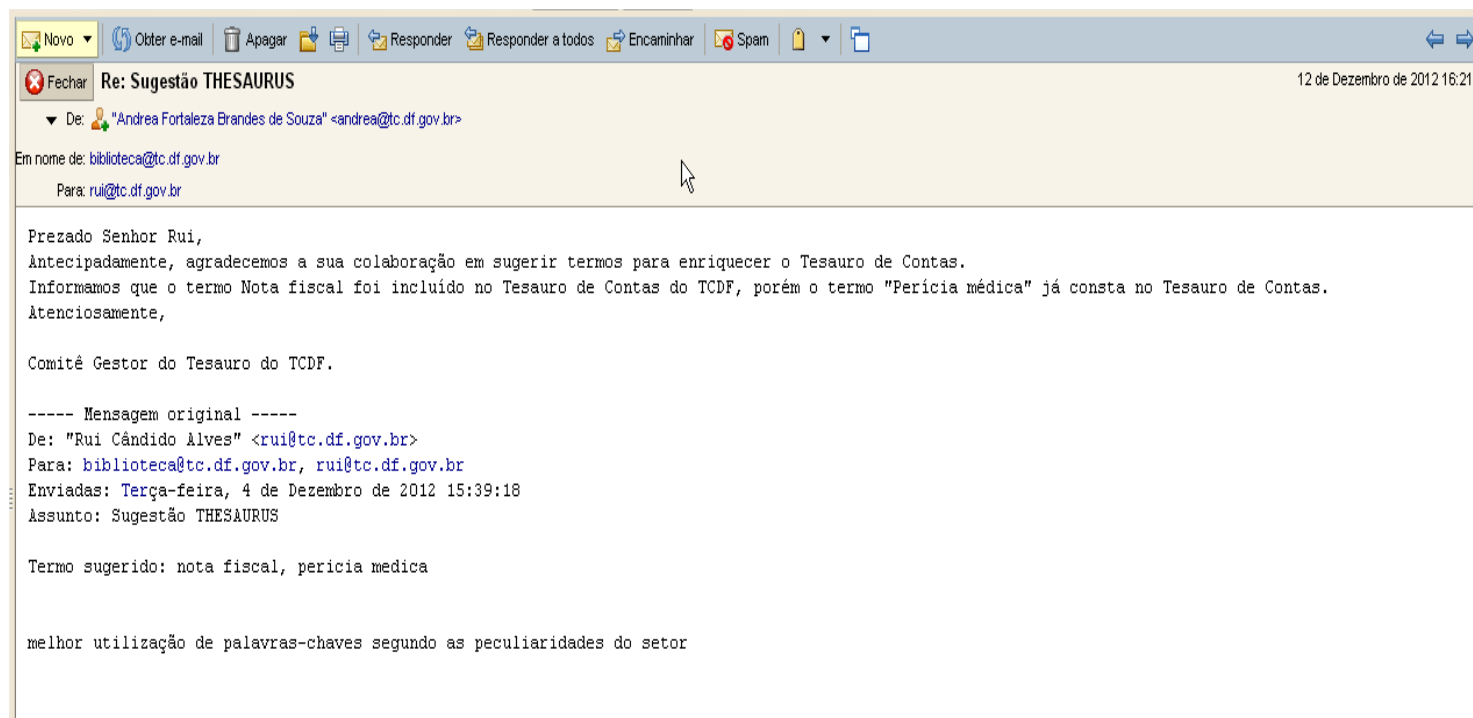 Novo Obter e-mail Apagar Responder Responder a todos Encaminhar Spam
Fechar Re: Sugestão THESAURUS 12 de Dezembro de 2012 16:21
De: "Andrea Fortaleza Brandes de Souza" <andrea@tc.df.gov.br>
Em nome de: biblioteca@tc.df.gov.br
Para: rui@tc.df.gov.br
Prezado Senhor Rui,
Antecipadamente, agradecemos a sua colaboração em sugerir termos para enriquecer o Tesauro de Contas.
Informamos que o termo Nota fiscal foi incluído no Tesauro de Contas do TCDF, porém o termo "Perícia médica" já consta no Tesauro de Contas.
Atenciosamente,
Comitê Gestor do Tesauro do TCDF.
----- Mensagem original -----
De: "Rui Cândido Alves" <rui@tc.df.gov.br>
Para: biblioteca@tc.df.gov.br, rui@tc.df.gov.br
Enviadas: Terça-feira, 4 de Dezembro de 2012 15:39:18
Assunto: Sugestão THESAURUS
Termo sugerido: nota fiscal, pericia medica
melhor utilização de palavras-chaves segundo as peculiaridades do setor